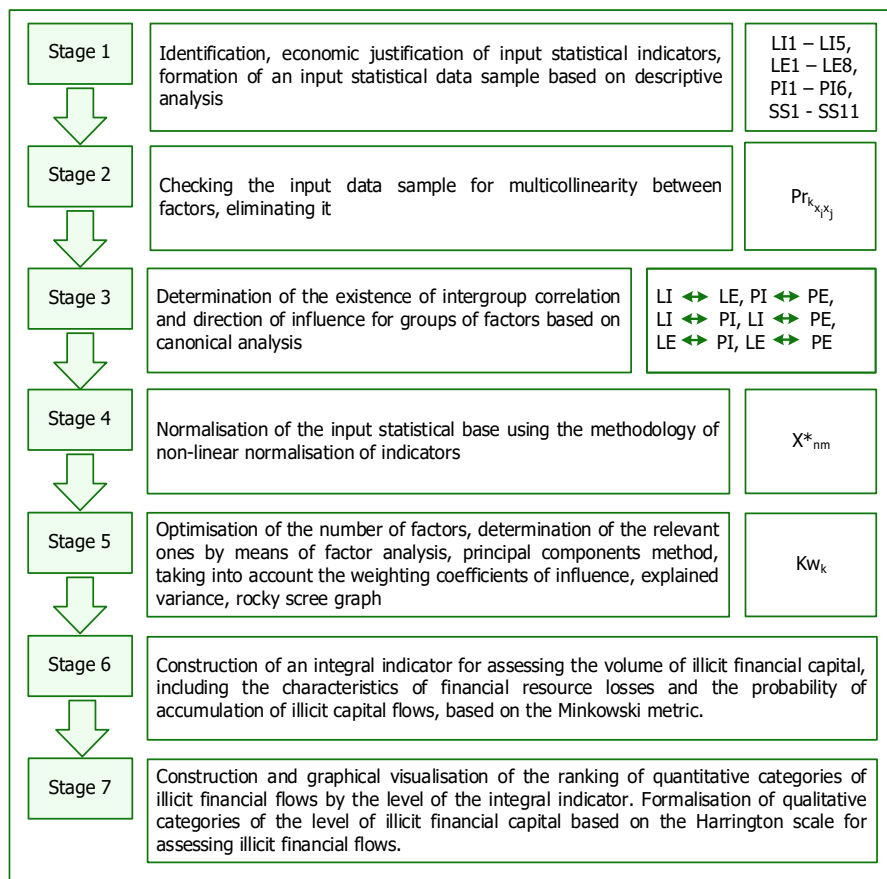 Stage 1
Identification, economic justification of input statistical indicators,
formation of an input statistical data sample based on descriptive
analysis
LI1 – LI5,
LE1 – LE8,
PI1 – PI6,
SS1 - SS11
Stage 2
Checking the input data sample for multicollinearity between
factors, eliminating it
Pr k x i x j
Stage 3
Determination of the existence of intergroup correlation
and direction of influence for groups of factors based on
canonical analysis
LI ↔ LE, PI ↔ PE,
LI ↔ PI, LI ↔ PE,
LE ↔ PI, LE ↔ PE
Stage 4
Normalisation of the input statistical base using the methodology of
non-linear normalisation of indicators
X*nm
Stage 5
Optimisation of the number of factors, determination of the relevant
ones by means of factor analysis, principal components method,
taking into account the weighting coefficients of influence, explained
variance, rocky scree graph
Kwk
Stage 6
Construction of an integral indicator for assessing the volume of illicit financial capital,
including the characteristics of financial resource losses and the probability of
accumulation of illicit capital flows, based on the Minkowski metric.
Stage 7
Construction and graphical visualisation of the ranking of quantitative categories of
illicit financial flows by the level of the integral indicator. Formalisation of qualitative
categories of the level of illicit financial capital based on the Harrington scale for
assessing illicit financial flows.